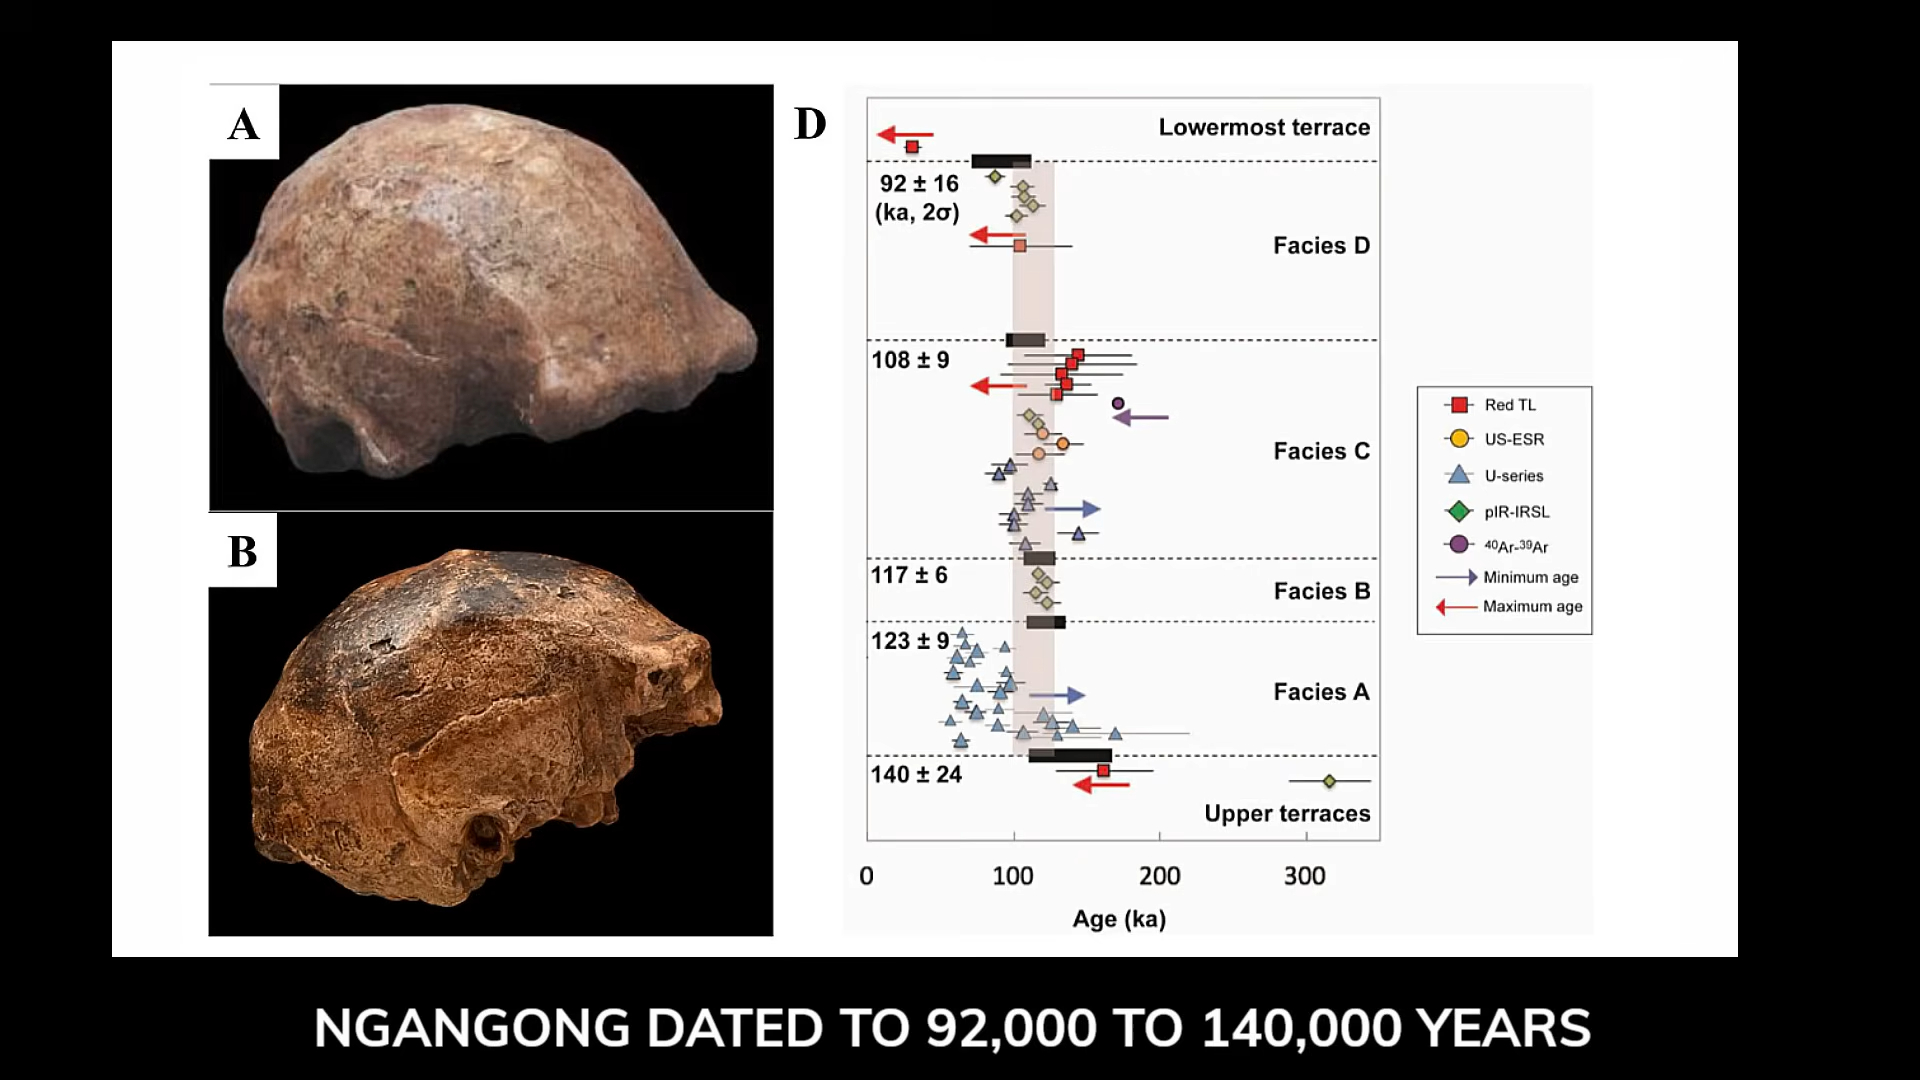 A
B
D
Lowermost terrace
92 ± 16
(ka, 2σ)
Facies D
108 ± 9
Facies C
117 ± 6
Facies B
123 ± 9
Facies A
140 ± 24
Upper terraces
0 100 200 300
Age (ka)
Red TL
US-ESR
U-series
pIR-IRSL
⁴⁰Ar-³⁹Ar
Minimum age
Maximum age
NGANGONG DATED TO 92,000 TO 140,000 YEARS